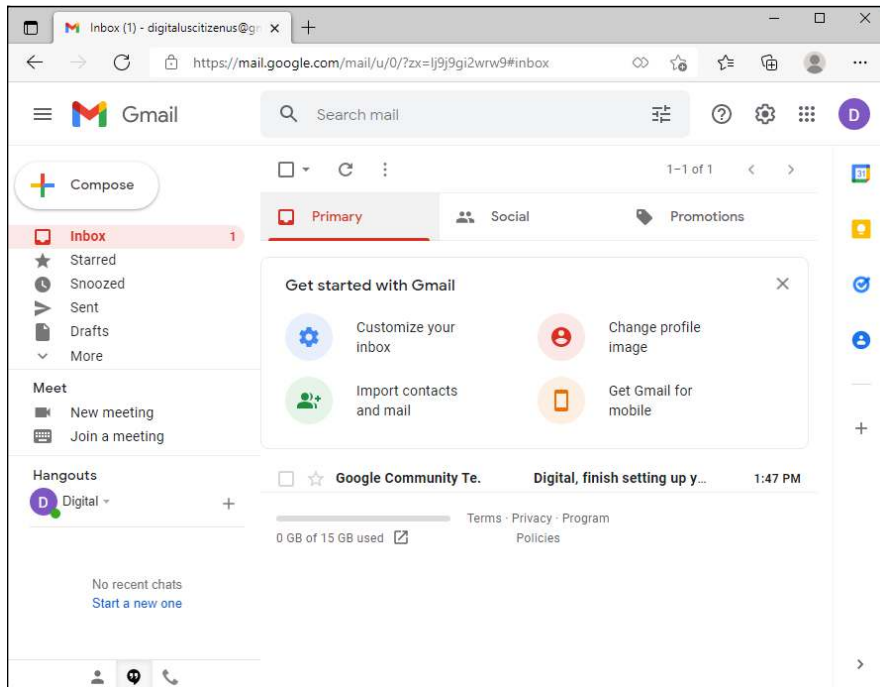 Inbox (1) - digitaluscitizenus@g
https://mail.google.com/mail/u/0/?zx=lj9j9gi2wrw9#inbox
Gmail
Search mail
D
Compose
1–1 of 1
31
Primary
Social
Promotions
Inbox 1
Starred
Snoozed
Sent
Drafts
More
Get started with Gmail
Customize your
inbox
Change profile
image
Import contacts
and mail
Get Gmail for
mobile
Meet
New meeting
Join a meeting
Google Community Te. Digital, finish setting up y... 1:47 PM
Hangouts
D Digital
Terms · Privacy · Program
Policies
0 GB of 15 GB used
No recent chats
Start a new one